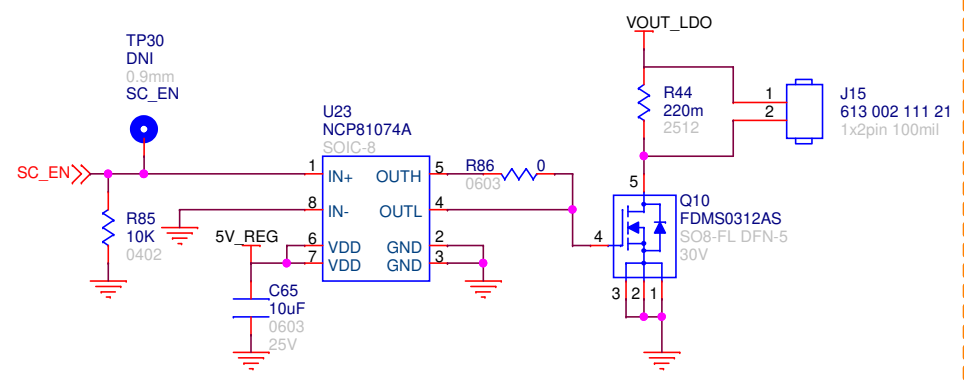 VOUT_LDO
TP30
DNI
0.9mm
SC_EN
R44
220m
2512
1
2
J15
613 002 111 21
1x2pin 100mil
U23
NCP81074A
SOIC-8
SC_EN
1
IN+
OUTH
5
R86
0
0603
8
IN-
OUTL
4
R85
10K
0402
5V_REG
6
VDD
GND
2
7
VDD
GND
3
5
4
Q10
FDMS0312AS
SO8-FL DFN-5
30V
3
2
1
C65
10uF
0603
25V